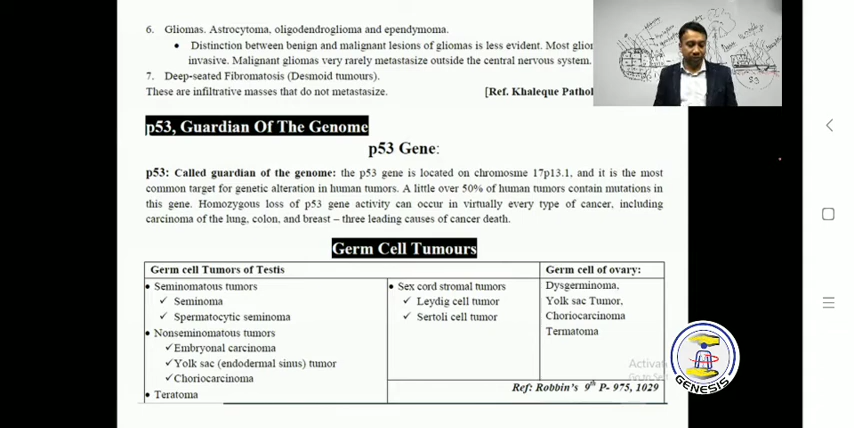 6. Gliomas. Astrocytoma, oligodendroglioma and ependymoma.
• Distinction between benign and malignant lesions of gliomas is less evident. Most glior
invasive. Malignant gliomas very rarely metastasize outside the central nervous system.
7. Deep-seated Fibromatosis (Desmoid tumours).
These are infiltrative masses that do not metastasize. [Ref. Khaleque Pathol
p53, Guardian Of The Genome
p53 Gene:
p53: Called guardian of the genome: the p53 gene is located on chromosme 17p13.1, and it is the most
common target for genetic alteration in human tumors. A little over 50% of human tumors contain mutations in
this gene. Homozygous loss of p53 gene activity can occur in virtually every type of cancer, including
carcinoma of the lung, colon, and breast – three leading causes of cancer death.
Germ Cell Tumours
Germ cell Tumors of Testis
• Seminomatous tumors
✓ Seminoma
✓ Spermatocytic seminoma
• Nonseminomatous tumors
✓Embryonal carcinoma
✓Yolk sac (endodermal sinus) tumor
✓Choriocarcinoma
• Teratoma
• Sex cord stromal tumors
✓ Leydig cell tumor
✓ Sertoli cell tumor
Germ cell of ovary:
Dysgerminoma,
Yolk sac Tumor,
Choriocarcinoma
Termatoma
Ref: Robbin's 9th P- 975, 1029
Activat
Go to Set
GENESIS